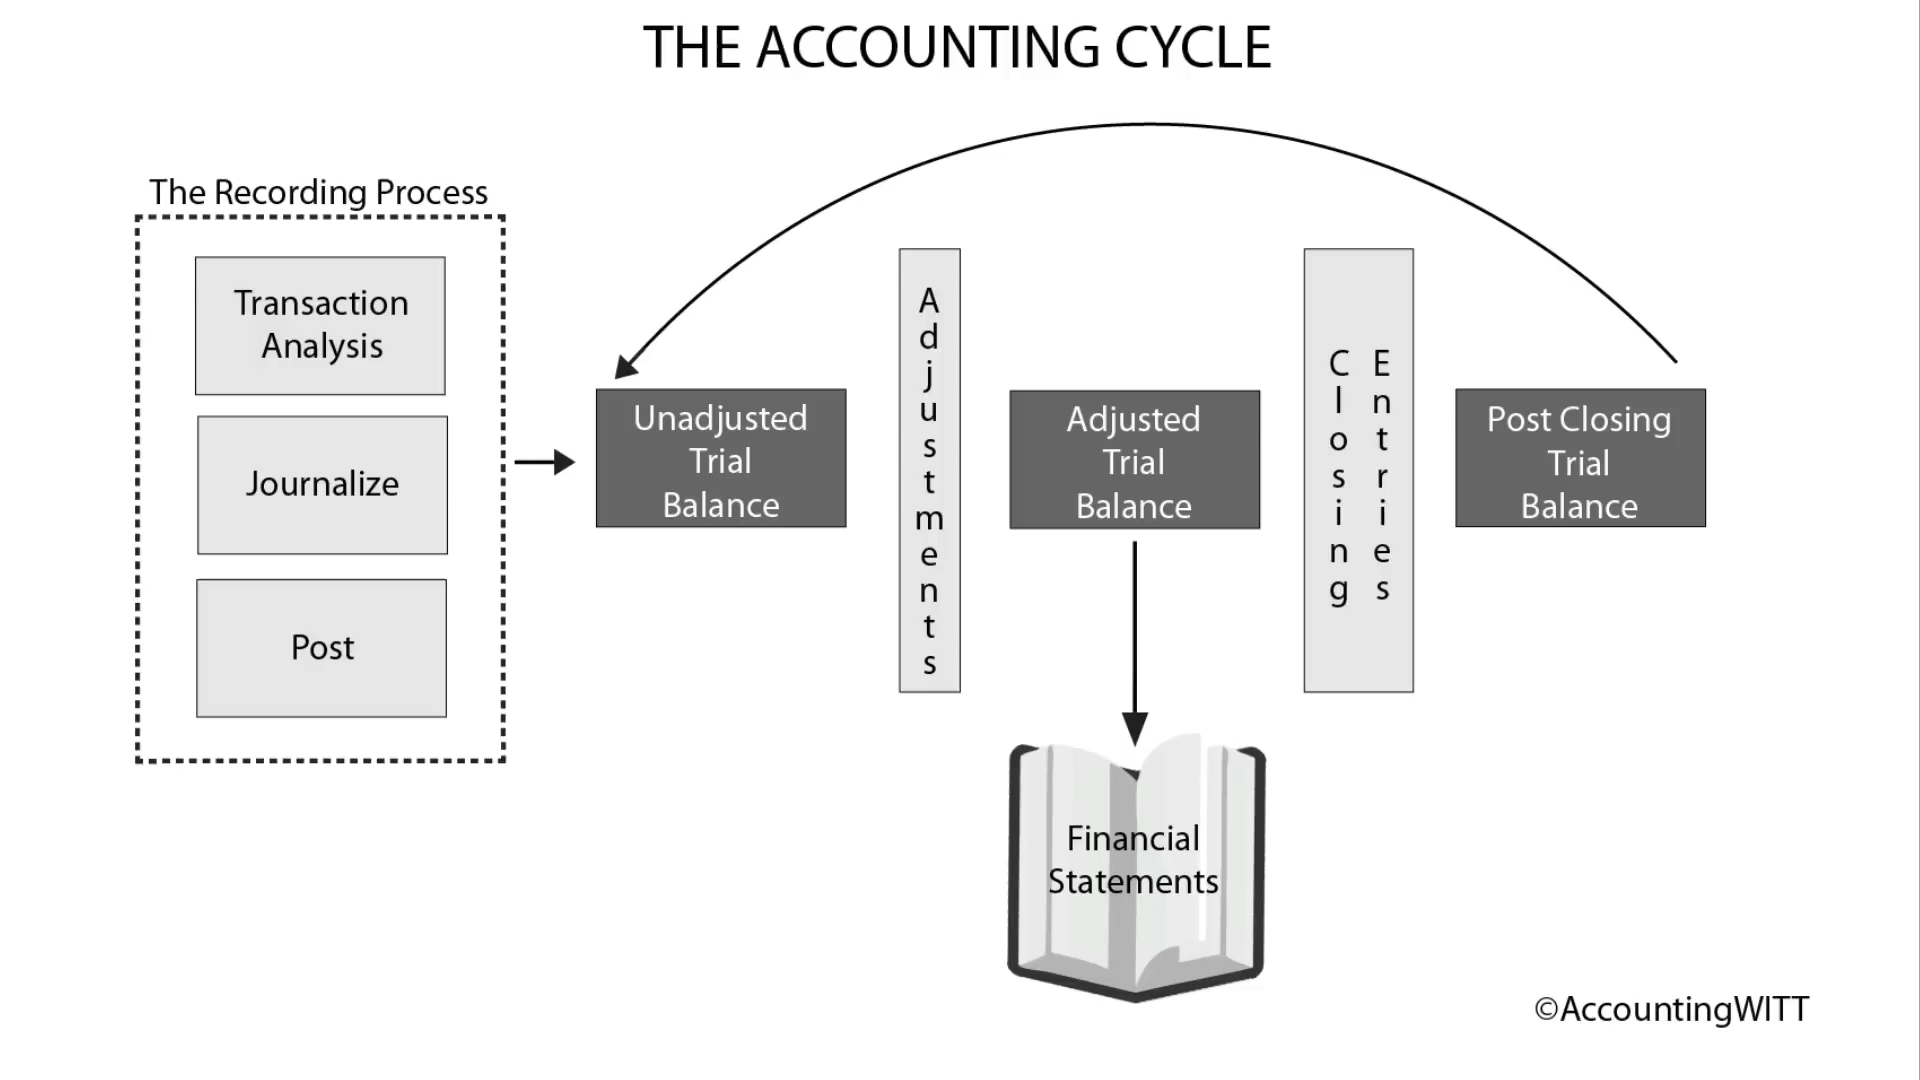 THE ACCOUNTING CYCLE
The Recording Process
Transaction
Analysis
Journalize
Post
Unadjusted
Trial
Balance
Adjustments
Adjusted
Trial
Balance
Closing
Entries
Post Closing
Trial
Balance
Financial
Statements
©AccountingWITT